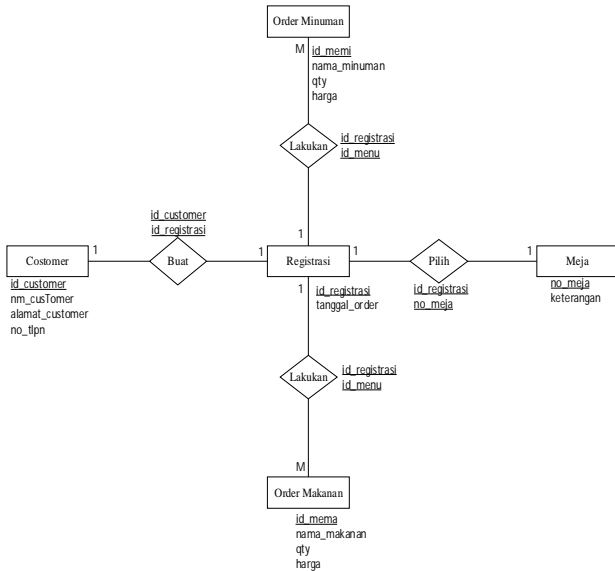 Order Minuman
M
id_memi
nama_minuman
qty
harga
Lakukan
id_registrasi
id_menu
1
id_customer
id_registrasi
Costomer
1
Buat
1
Registrasi
1
Pilih
1
Meja
id_customer
nm_cusTomer
alamat_customer
no_tlpn
1
id_registrasi
tanggal_order
id_registrasi
no_meja
no_meja
keterangan
Lakukan
id_registrasi
id_menu
M
Order Makanan
id_mema
nama_makanan
qty
harga